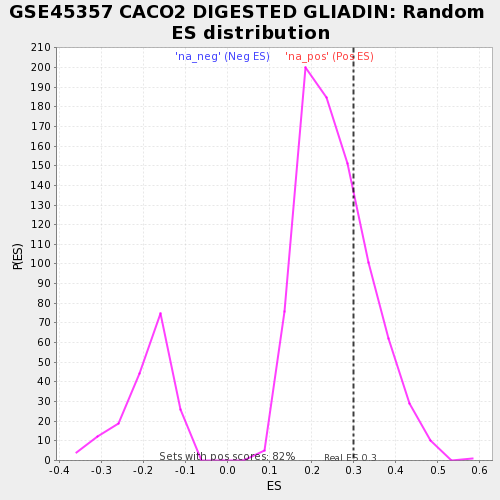 GSE45357 CACO2 DIGESTED GLIADIN: Random
ES distribution
'na_neg' (Neg ES) 'na_pos' (Pos ES)
210
200
190
180
170
160
150
140
130
120
110
100
90
80
70
60
50
40
30
20
10
0
P(ES)
Sets with pos scores: 82%
Real ES 0.3
-0.4 -0.3 -0.2 -0.1 0.0 0.1 0.2 0.3 0.4 0.5 0.6
ES